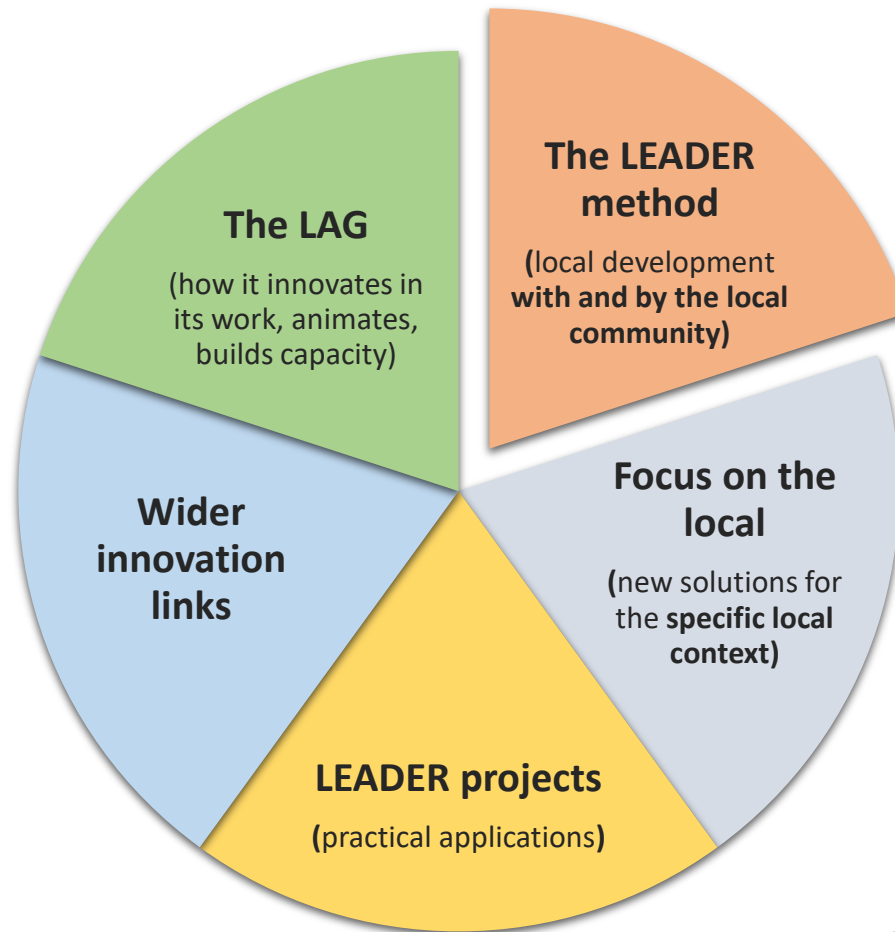 The LEADER
method
(local development
with and by the local
community)
Focus on the
local
(new solutions for
the specific local
context)
LEADER projects
(practical applications)
Wider
innovation
links
The LAG
(how it innovates in
its work, animates,
builds capacity)